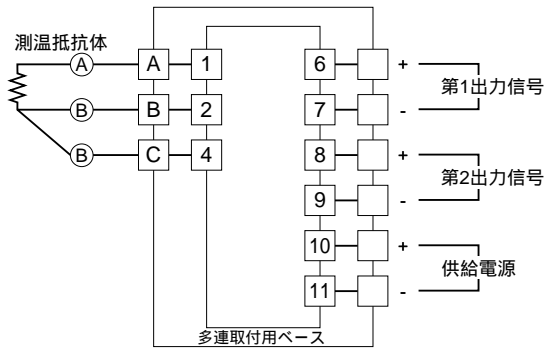 測温抵抗体
A A 1 6 + 第1出力信号
B B 2 7 -
B C 4 8 + 第2出力信号
9 -
10 + 供給電源
11 -
多連取付用ベース